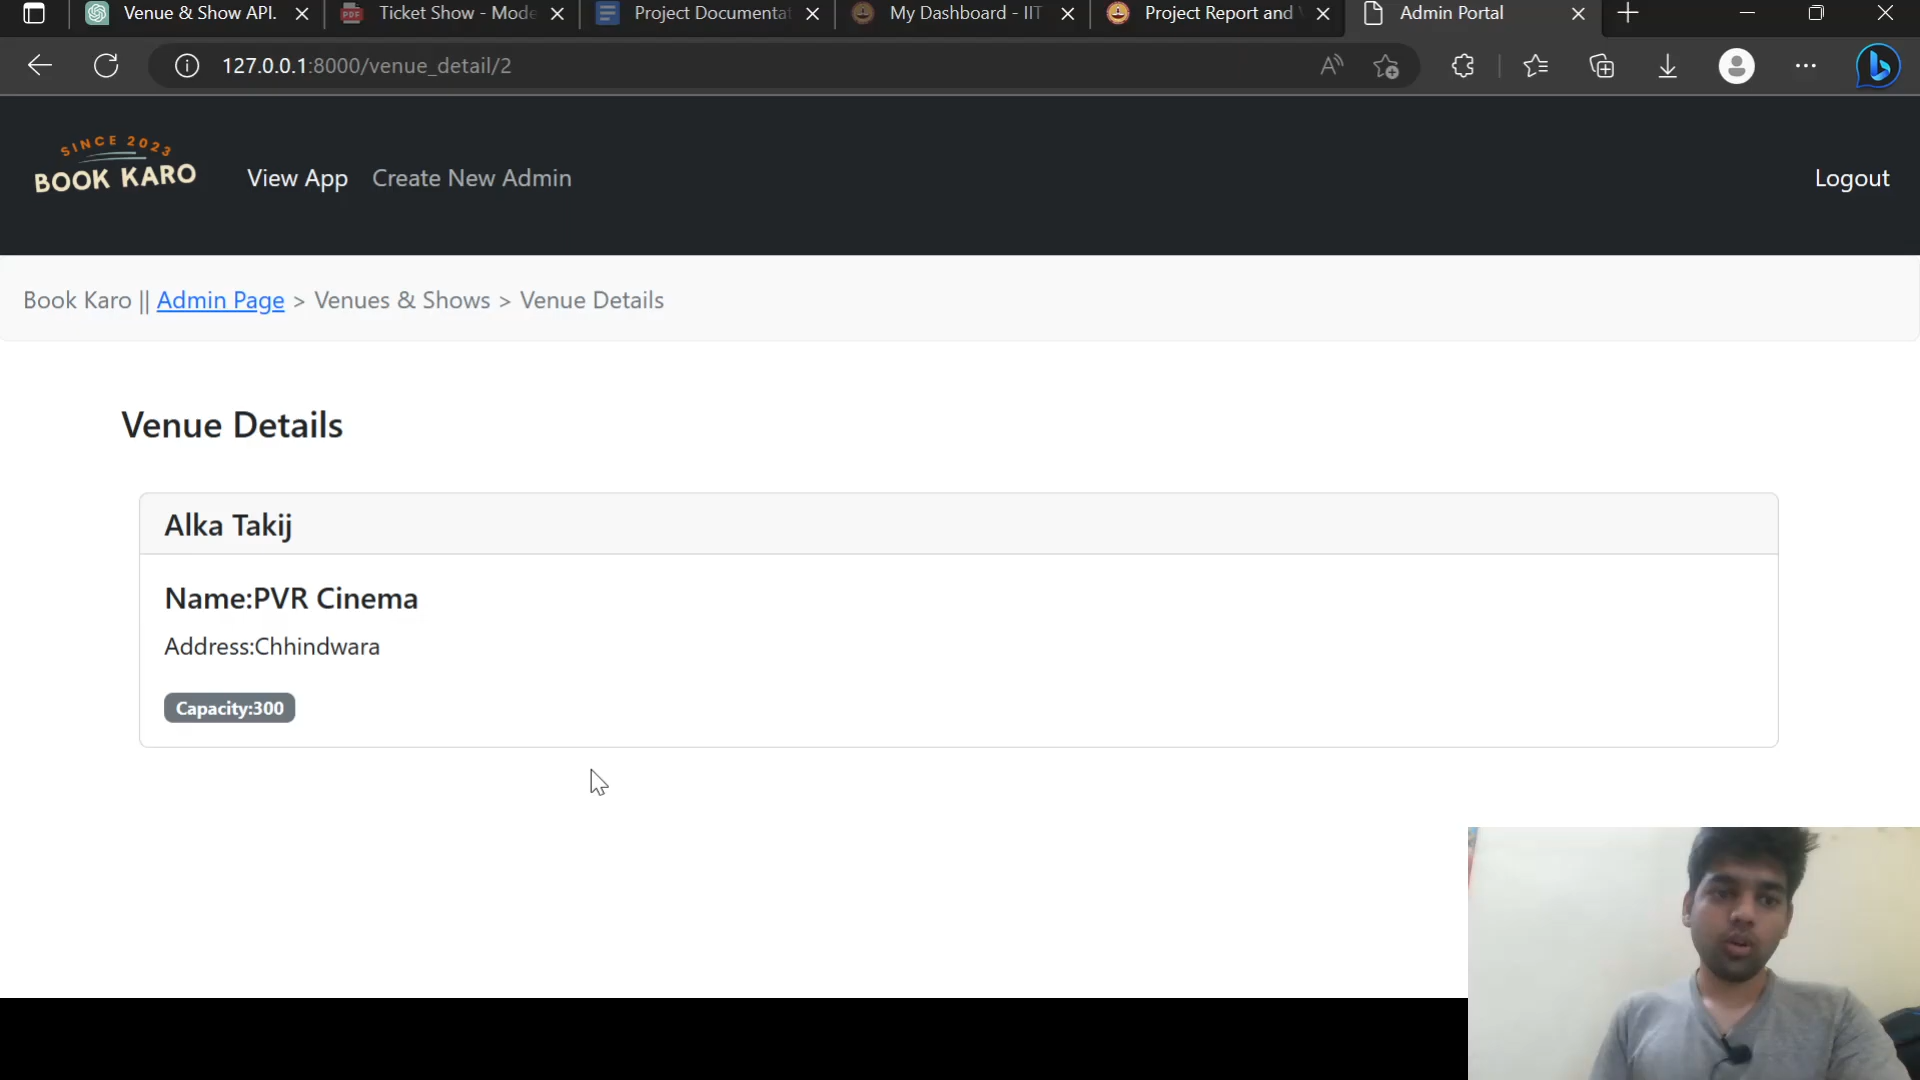 Venue & Show API.
Ticket Show - Mode
Project Documentat
My Dashboard - IIT
Project Report and
Admin Portal
127.0.0.1:8000/venue_detail/2
SINCE 2023
BOOK KARO
View App
Create New Admin
Logout
Book Karo || Admin Page > Venues & Shows > Venue Details
Venue Details
Alka Takij
Name:PVR Cinema
Address:Chhindwara
Capacity:300